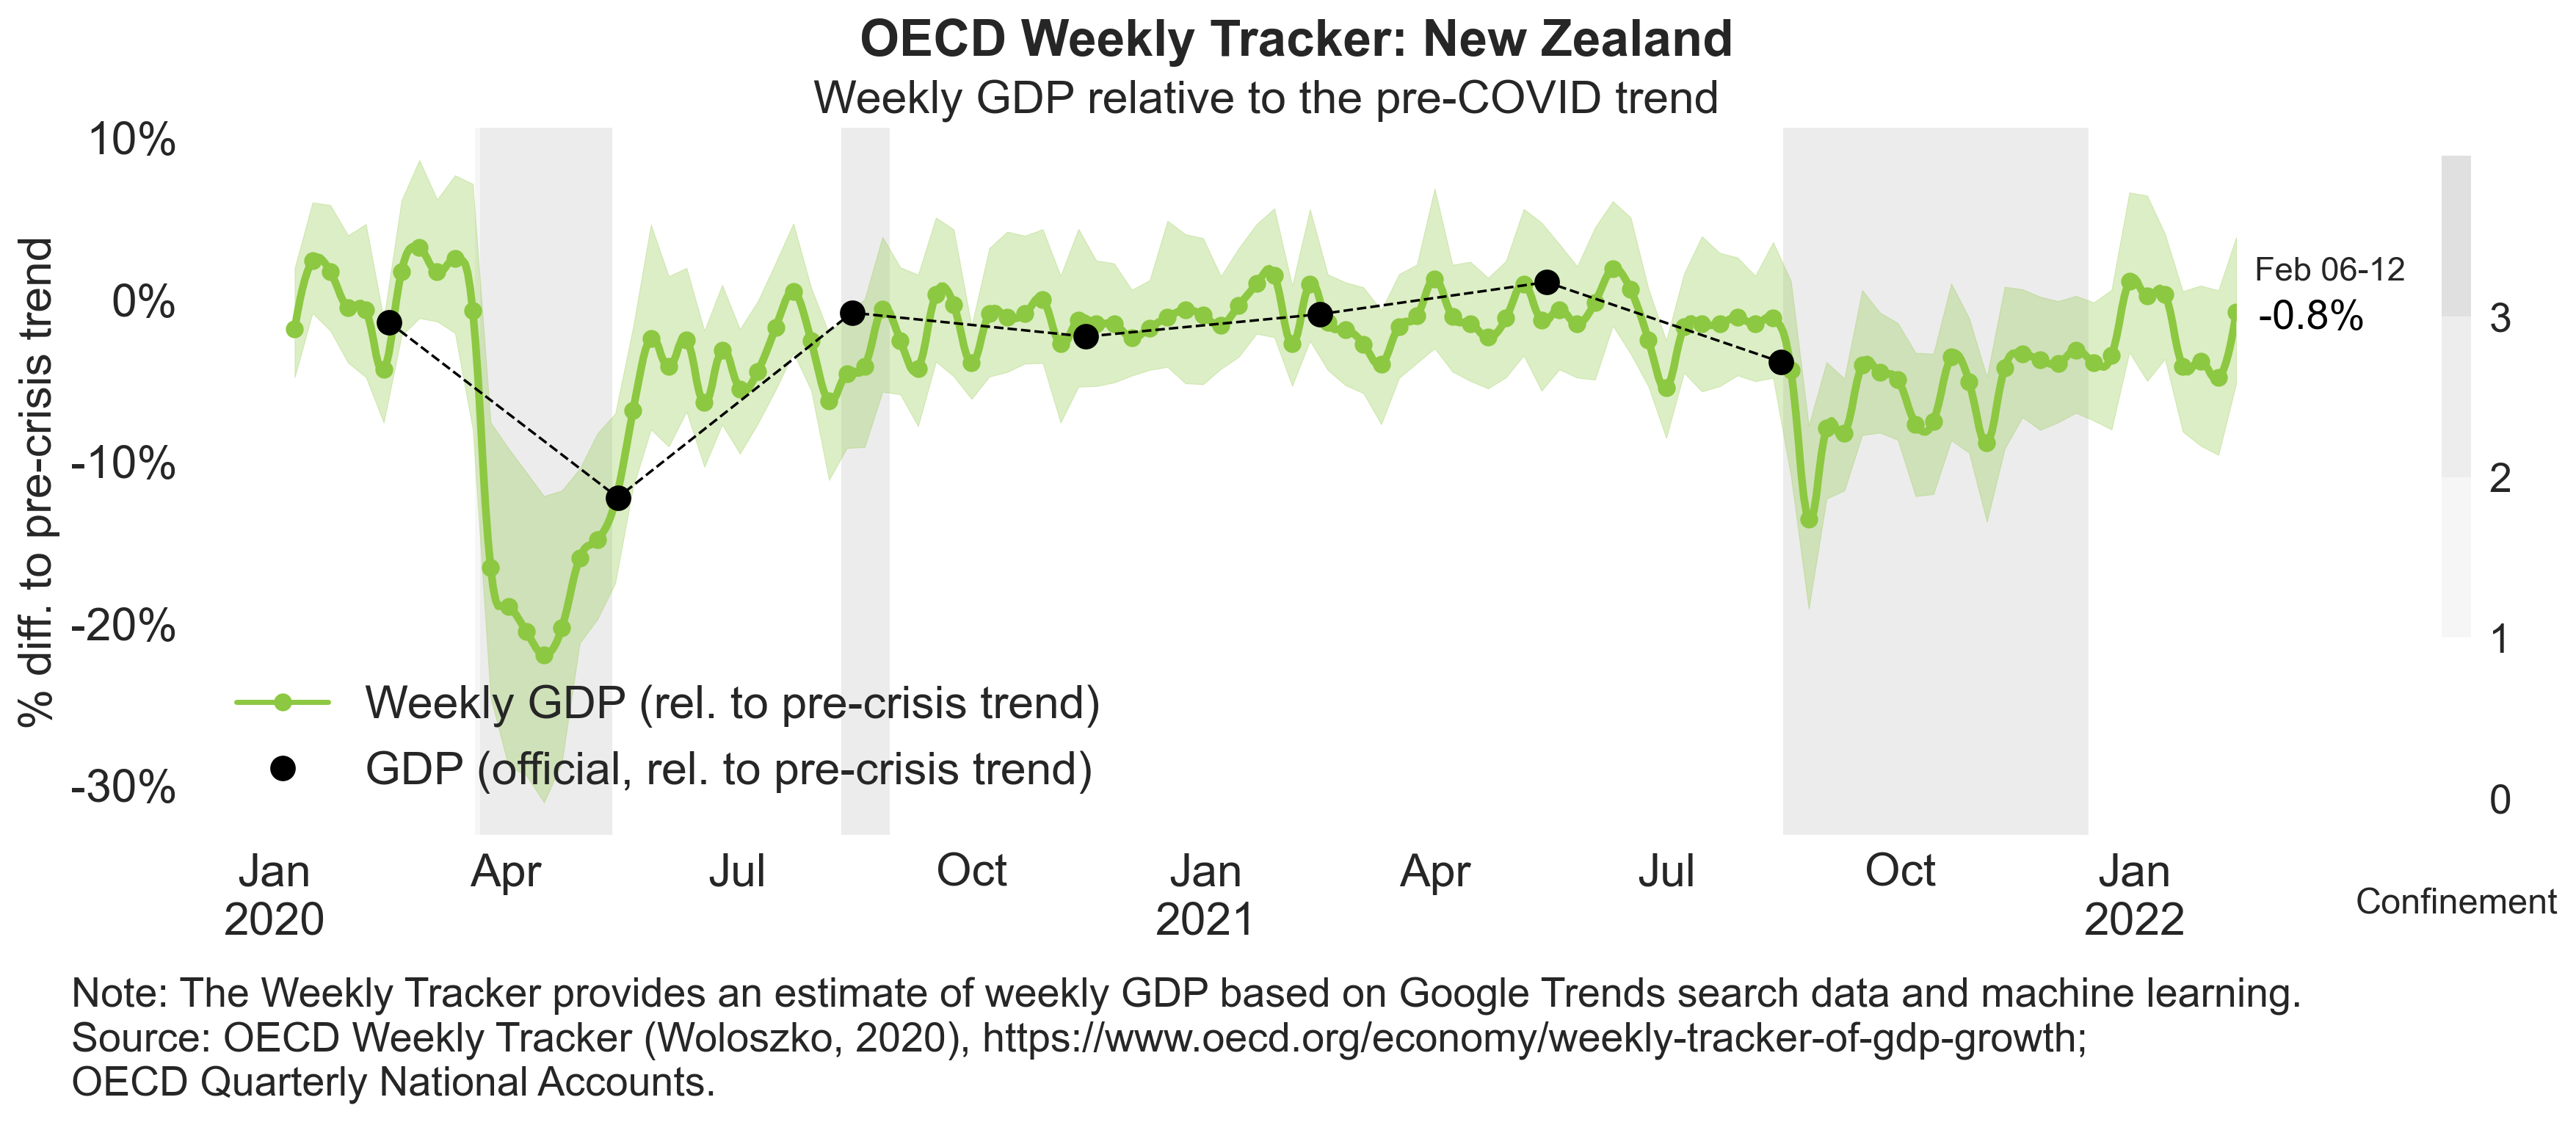 OECD Weekly Tracker: New Zealand
Weekly GDP relative to the pre-COVID trend
% diff. to pre-crisis trend
10%
0%
-10%
-20%
-30%
Feb 06-12
-0.8%
3
2
1
0
Confinement
Weekly GDP (rel. to pre-crisis trend)
GDP (official, rel. to pre-crisis trend)
Jan Apr Jul Oct Jan Apr Jul Oct Jan
2020 2021 2022
Note: The Weekly Tracker provides an estimate of weekly GDP based on Google Trends search data and machine learning.
Source: OECD Weekly Tracker (Woloszko, 2020), https://www.oecd.org/economy/weekly-tracker-of-gdp-growth;
OECD Quarterly National Accounts.